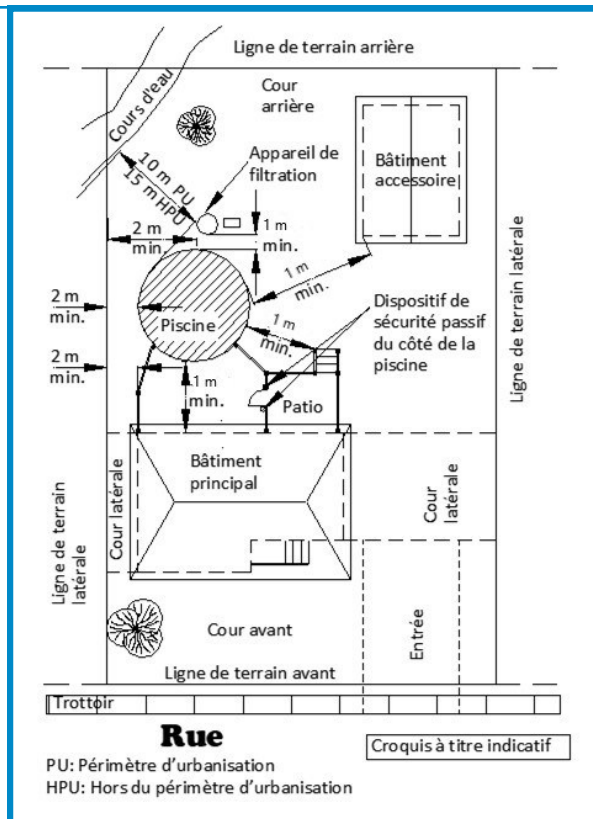 Ligne de terrain arrière
Cour
arrière
Cours d'eau
Appareil de
filtration
Bâtiment
accessoire
10 m PU
15 m HPU
2 m
min.
1 m
min.
1 m
min.
Ligne de terrain latérale
2 m
min.
Piscine
1 m
min.
Dispositif de
sécurité passif
du côté de la
piscine
2 m
min.
1 m
min.
Patio
Bâtiment
principal
Cour latérale
Cour
latérale
Ligne de terrain
latérale
Cour avant
Entrée
Ligne de terrain avant
Trottoir
Rue
Croquis à titre indicatif
PU: Périmètre d'urbanisation
HPU: Hors du périmètre d'urbanisation